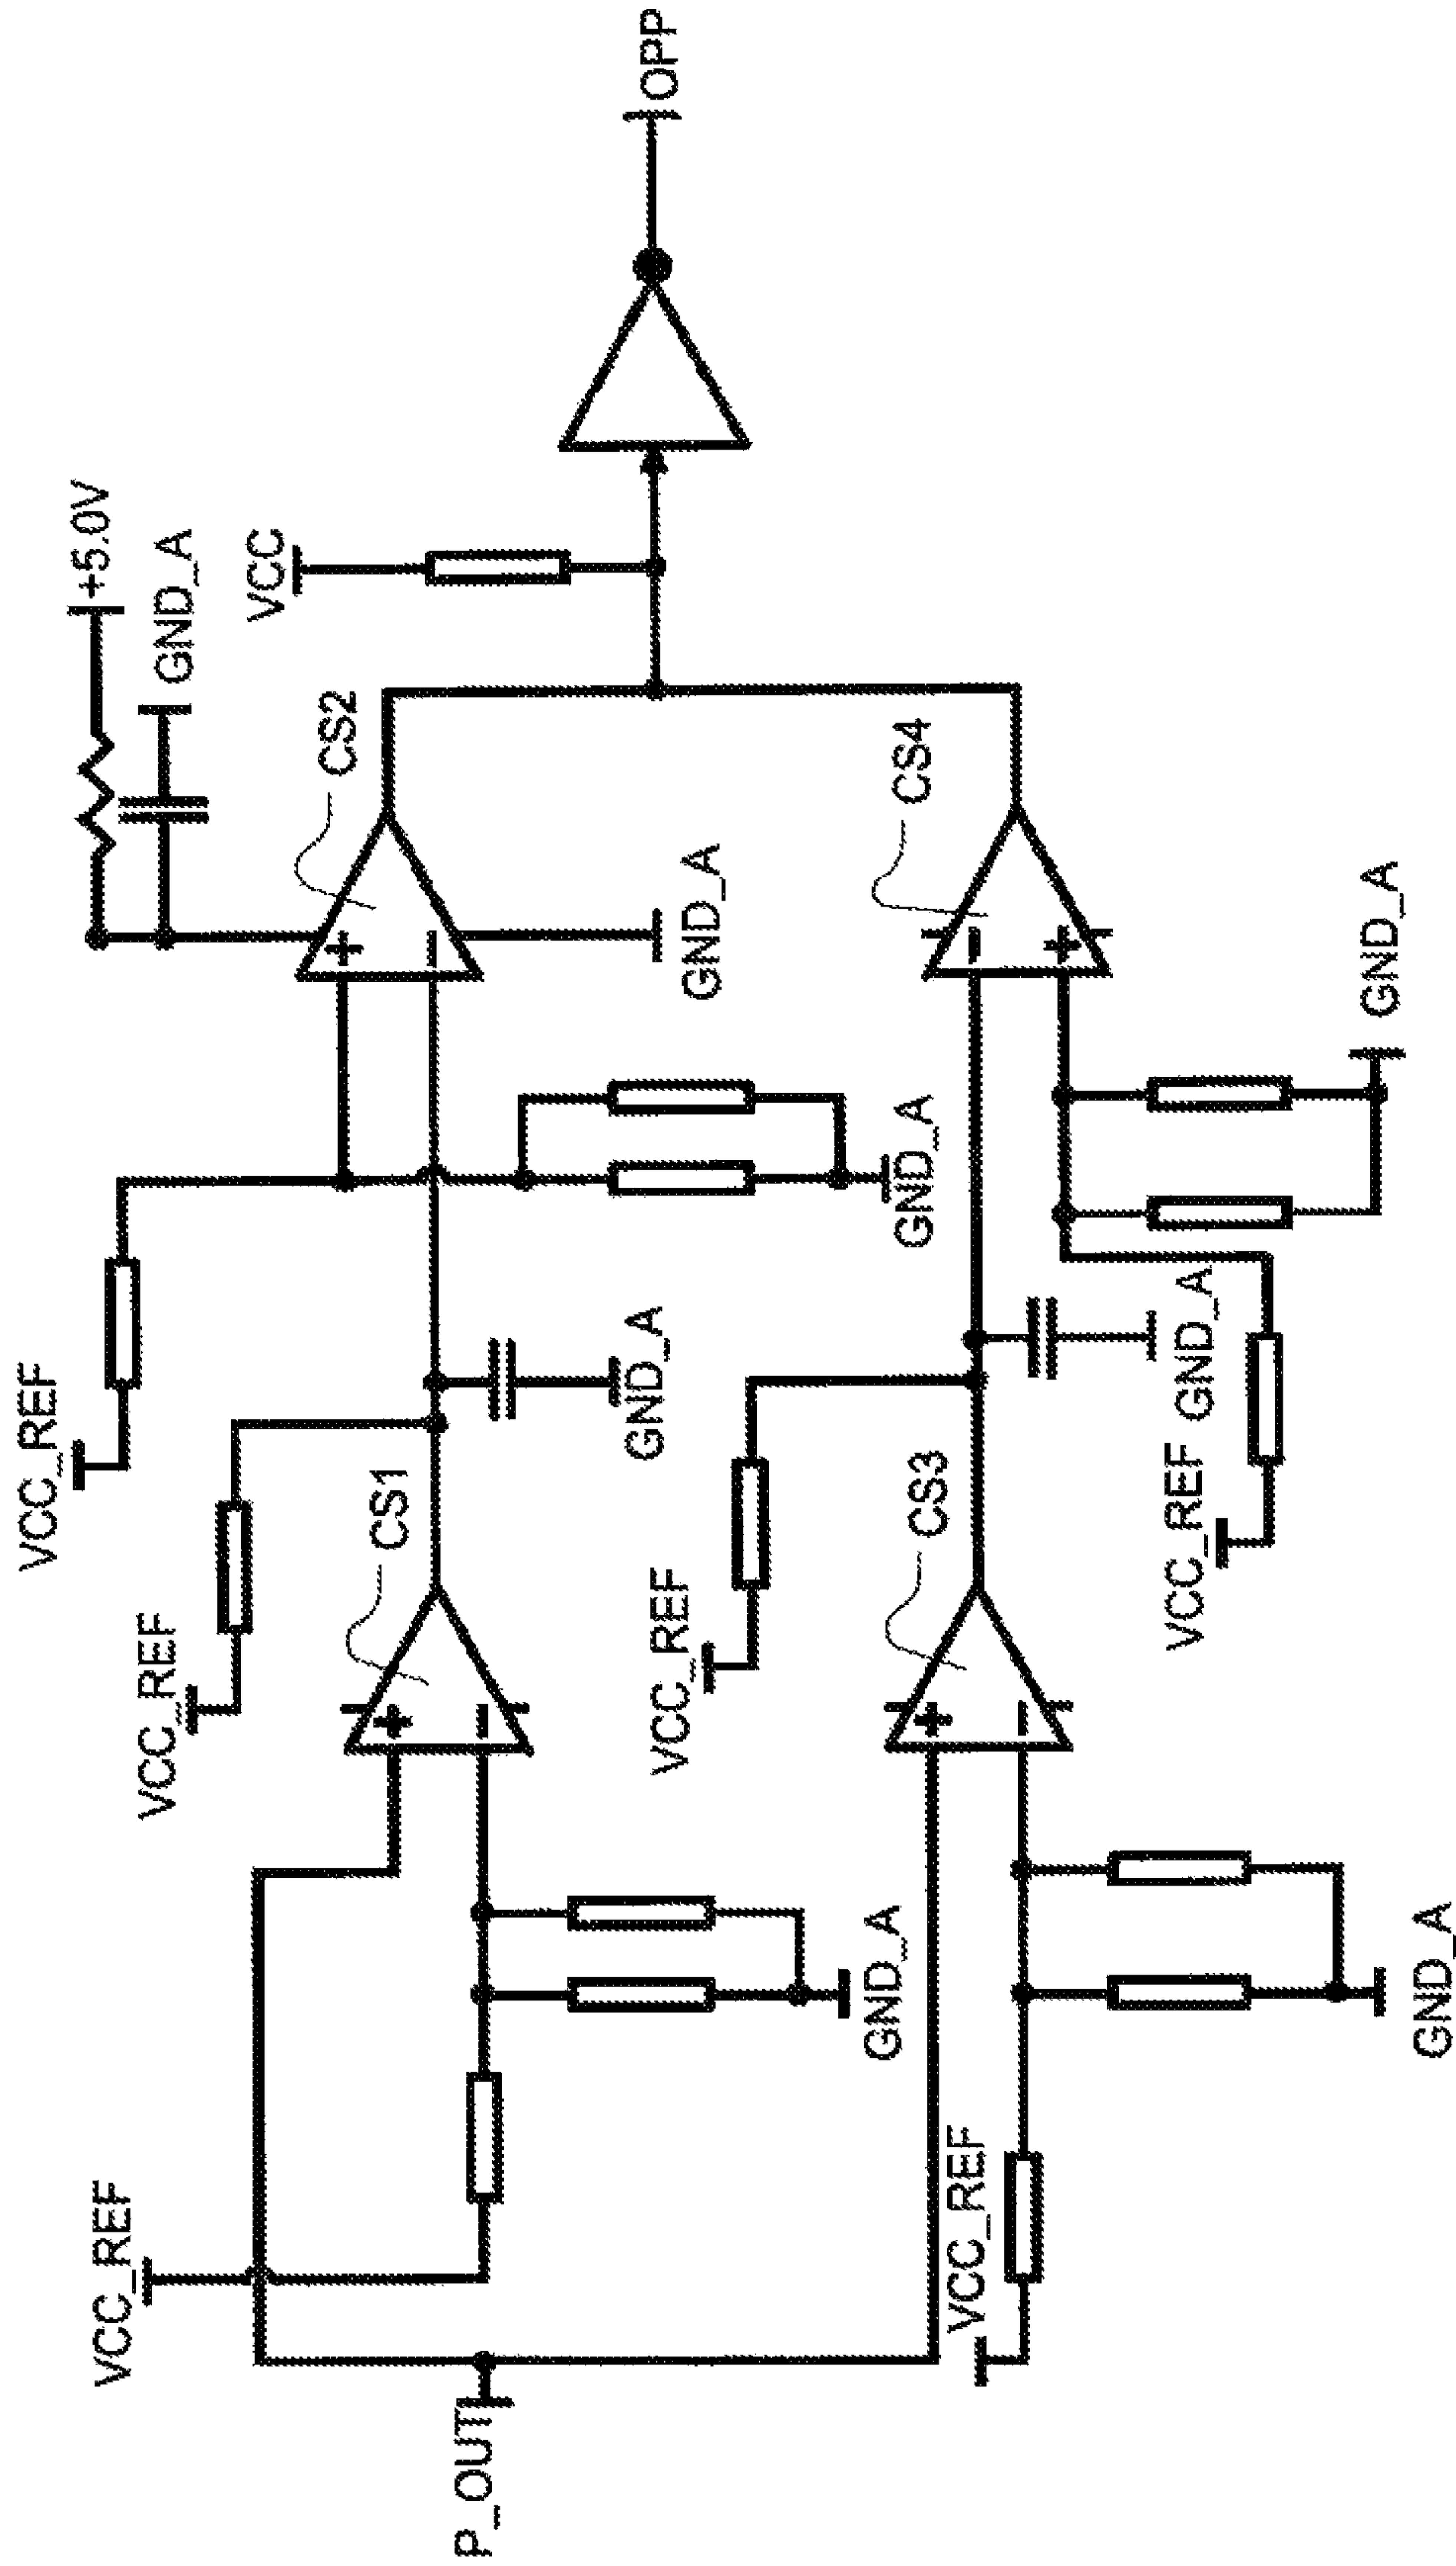 P_OUT
VCC_REF
VCC_REF
VCC_REF
CS1
CS2
+5.0V
GND_A
VCC
OPP
GND_A
GND_A
GND_A
GND_A
VCC_REF
VCC_REF
CS3
CS4
GND_A
VCC_REF
GND_A
GND_A
+
−
+
−
+
−
−
+